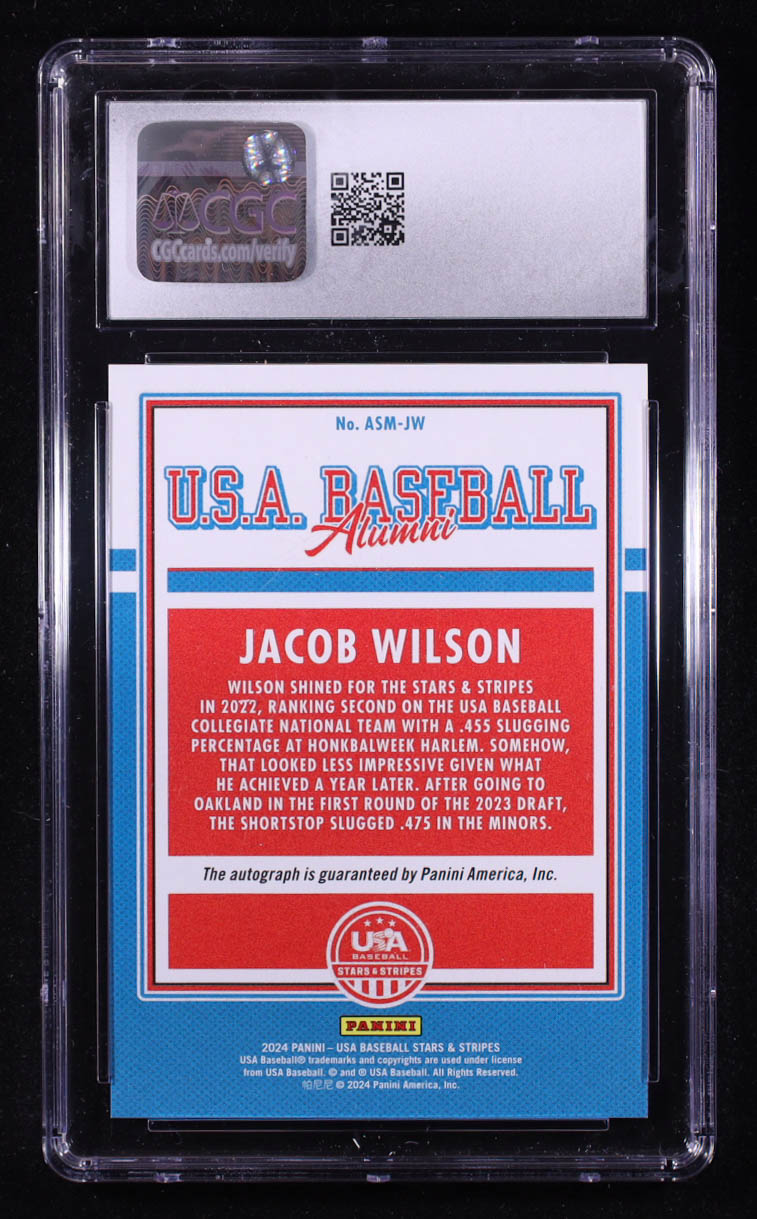 CGC
CGCcards.com/verify
No. ASM-JW
U.S.A. BASEBALL
Alumni
JACOB WILSON
WILSON SHINED FOR THE STARS & STRIPES
IN 2022, RANKING SECOND ON THE USA BASEBALL
COLLEGIATE NATIONAL TEAM WITH A .455 SLUGGING
PERCENTAGE AT HONKBALWEEK HARLEM. SOMEHOW,
THAT LOOKED LESS IMPRESSIVE GIVEN WHAT
HE ACHIEVED A YEAR LATER. AFTER GOING TO
OAKLAND IN THE FIRST ROUND OF THE 2023 DRAFT,
THE SHORTSTOP SLUGGED .475 IN THE MINORS.
The autograph is guaranteed by Panini America, Inc.
USA
BASEBALL
STARS & STRIPES
PANINI
2024 PANINI – USA BASEBALL STARS & STRIPES
USA Baseball® trademarks and copyrights are used under license
from USA Baseball. © and ® USA Baseball. All Rights Reserved.
帕尼尼 © 2024 Panini America, Inc.